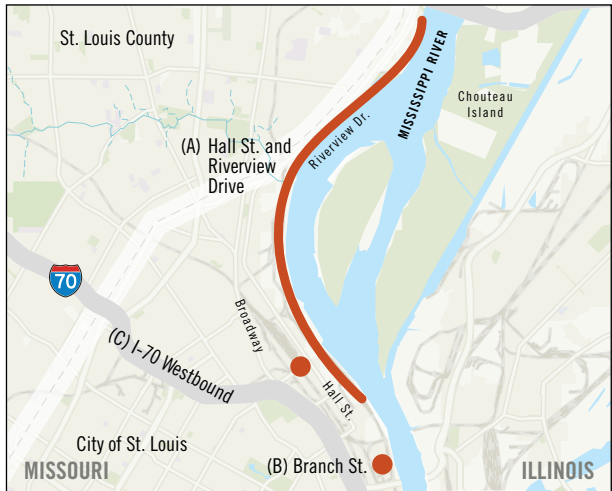 St. Louis County
MISSISSIPPI RIVER
Chouteau
Island
Riverview Dr.
(A) Hall St. and
Riverview
Drive
70
Broadway
(C) I-70 Westbound
Hall St.
City of St. Louis
(B) Branch St.
MISSOURI
ILLINOIS